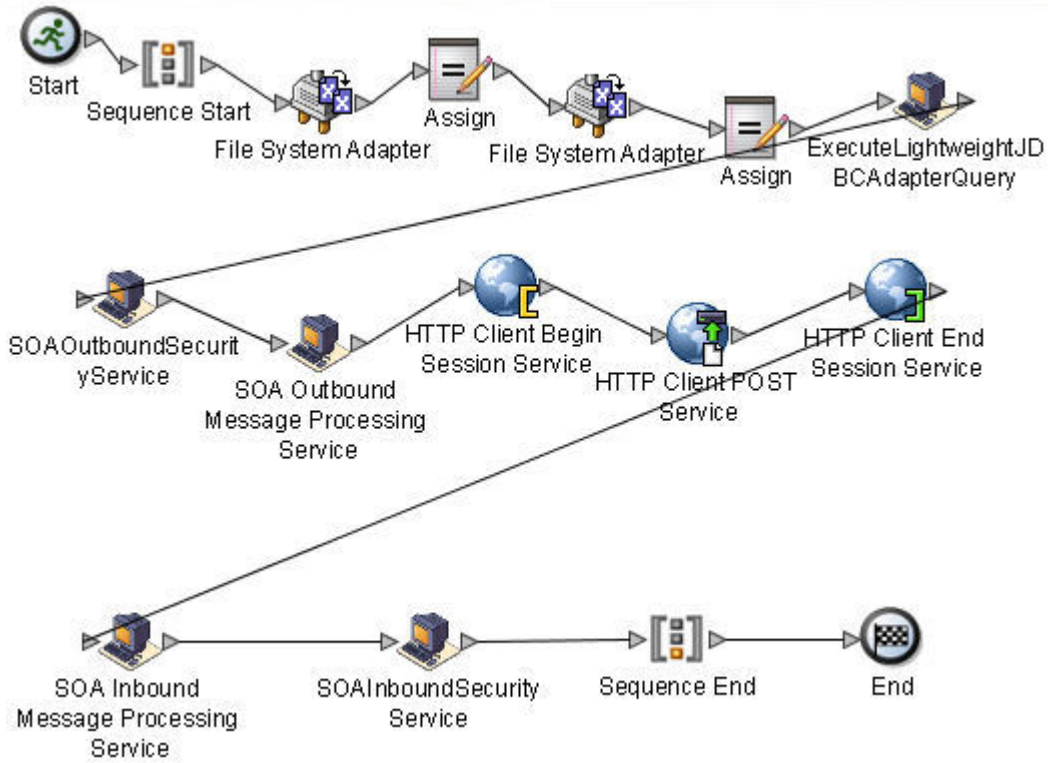 Start
Sequence Start
File System Adapter
Assign
File System Adapter
Assign
ExecuteLightweightJD
BCAdapterQuery
SOAOutboundSecurit
yService
SOA Outbound
Message Processing
Service
HTTP Client Begin
Session Service
HTTP Client POST
Service
HTTP Client End
Session Service
SOA Inbound
Message Processing
Service
SOAInboundSecurity
Service
Sequence End
End